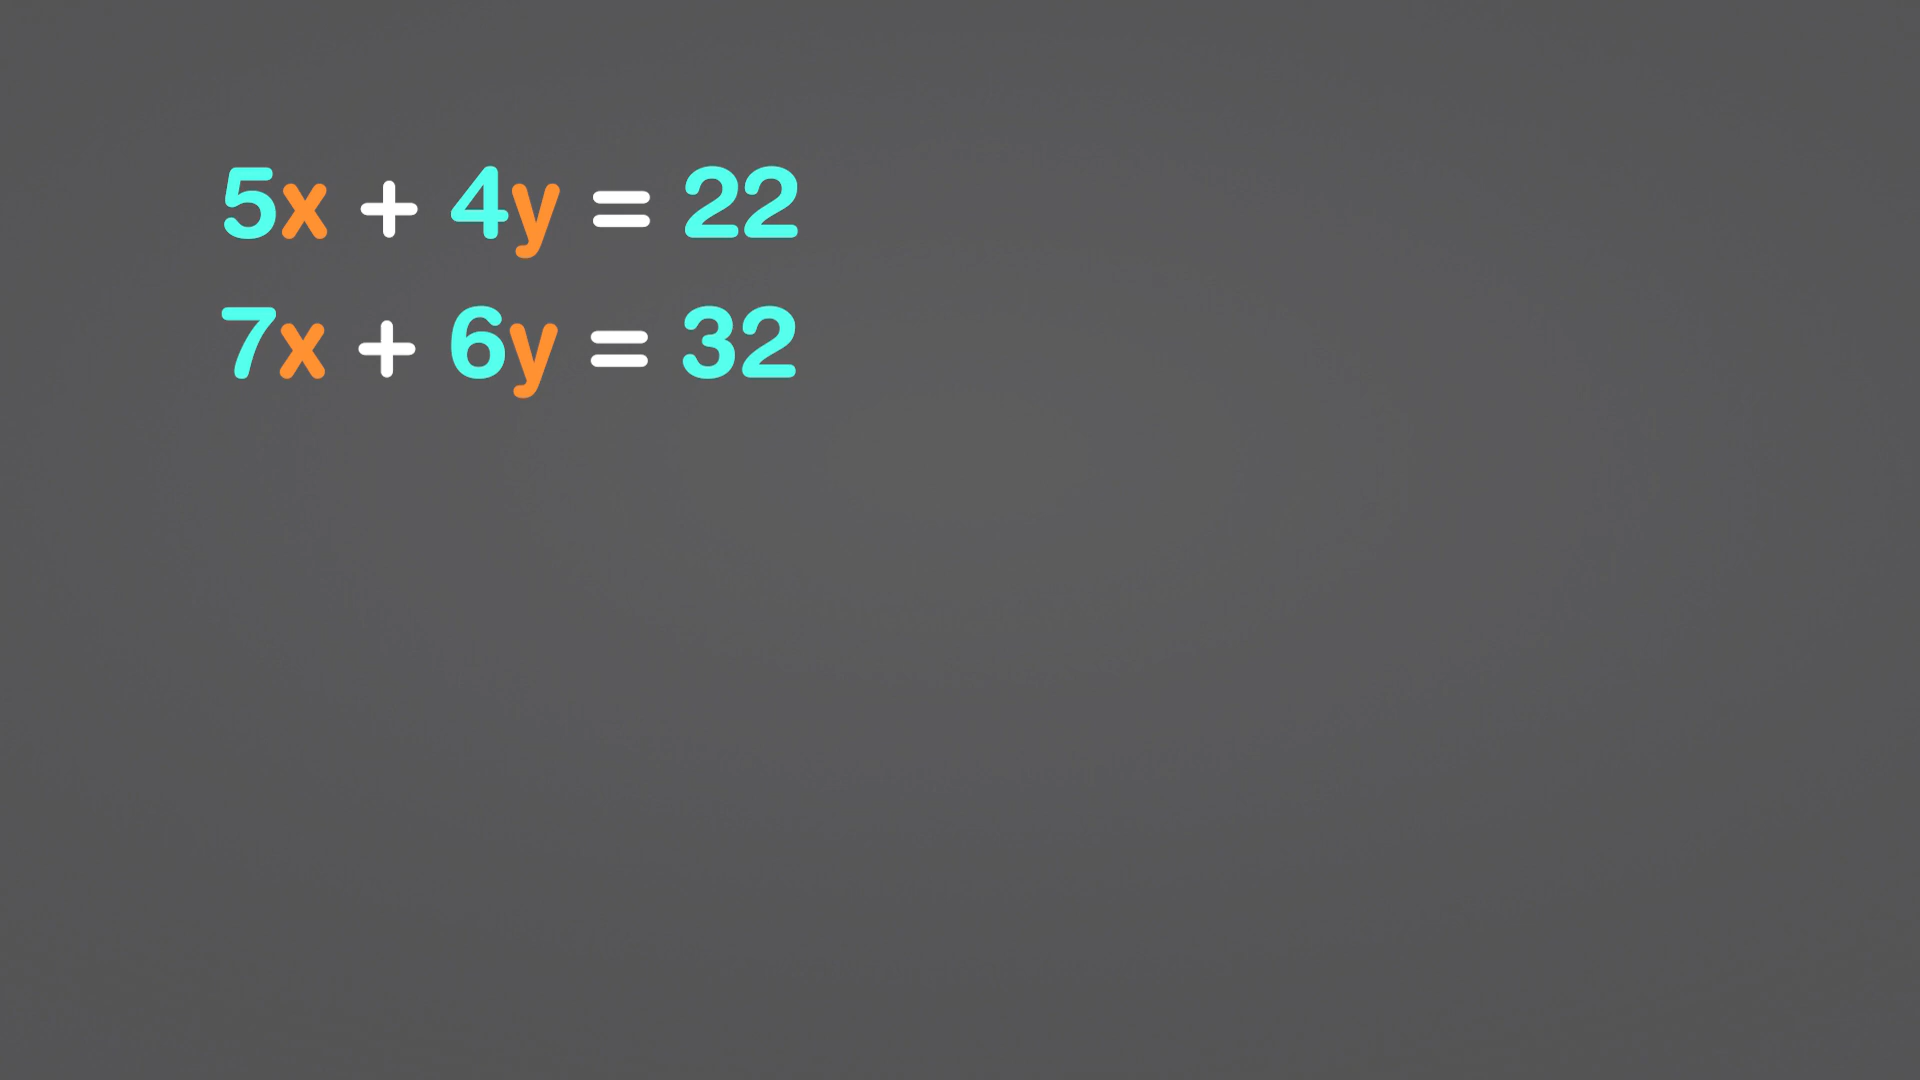 5x + 4y = 22
7x + 6y = 32